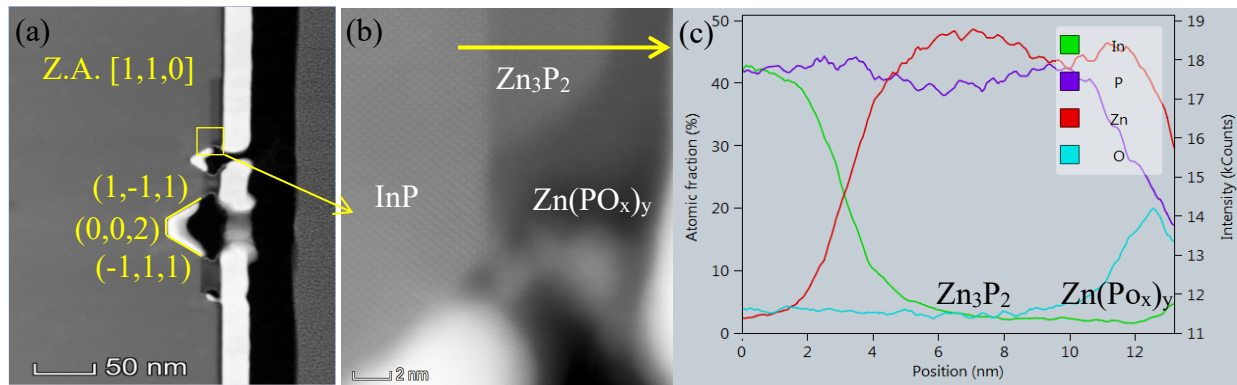 (a)
Z.A. [1,1,0]
(1,-1,1)
(0,0,2)
(-1,1,1)
50 nm
(b)
Zn3P2
InP
Zn(POx)y
2 nm
(c)
Atomic fraction (%)
50
40
30
20
10
0
In
P
Zn
O
Zn3P2
Zn(Pox)y
19
18
17
16
15
14
13
12
11
Intensity (kCounts)
0
2
4
6
8
10
12
Position (nm)